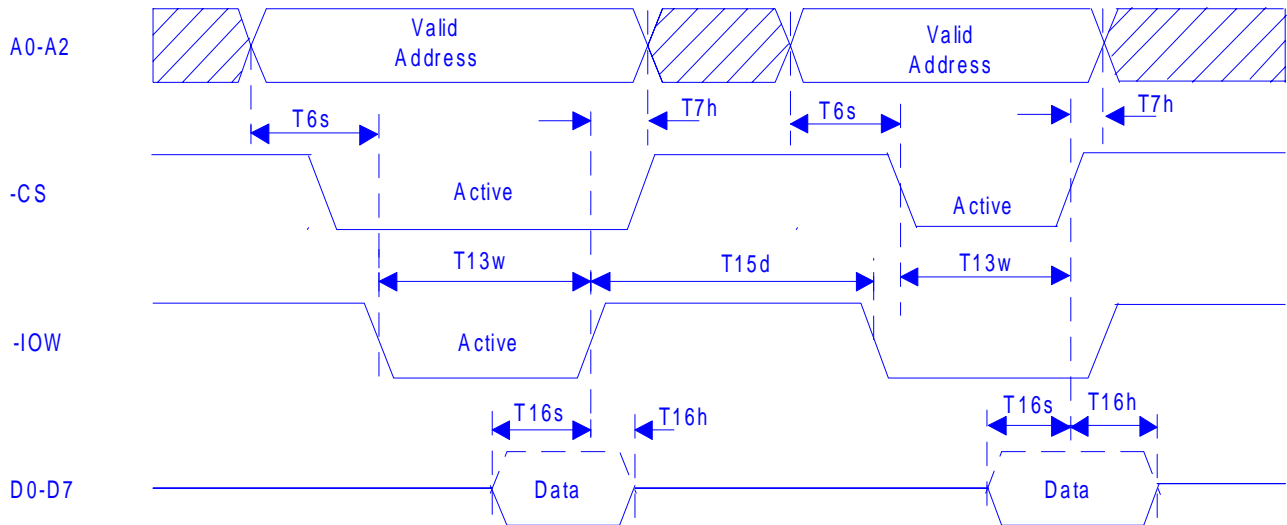 A0-A2
Valid
Address
Valid
Address
T6s
T7h
T6s
T7h
-CS
Active
Active
T13w
T15d
T13w
-IOW
Active
T16s
T16h
T16s
T16h
D0-D7
Data
Data